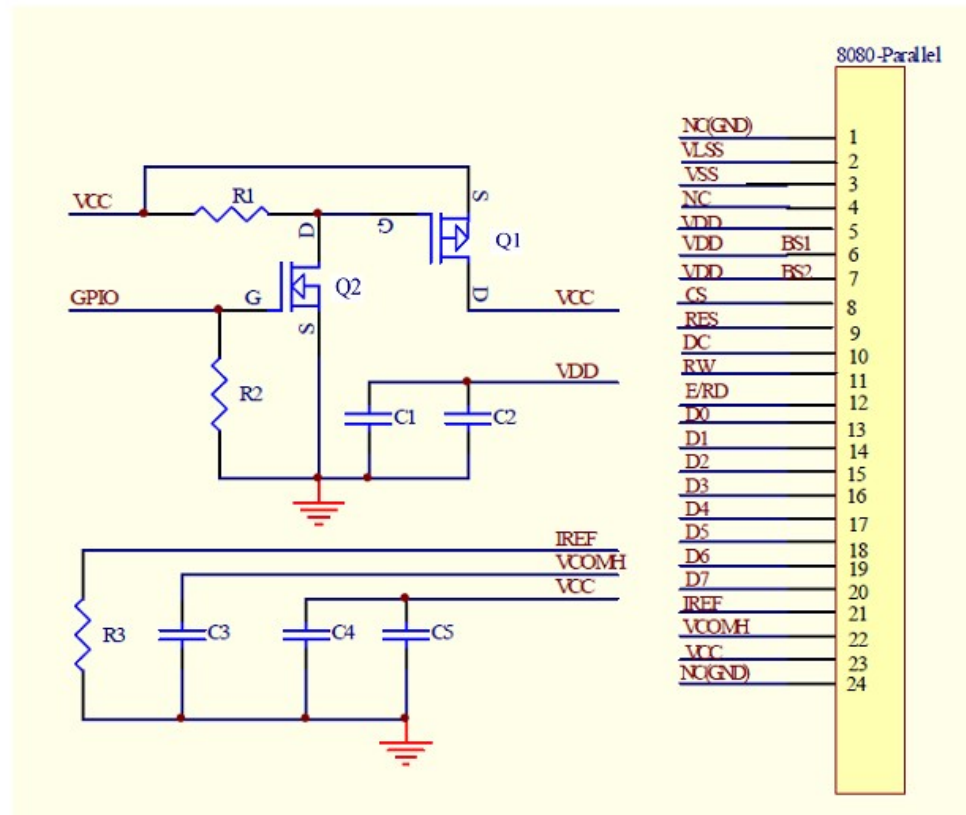 8080-Parallel
NC(GND) 1
VLSS 2
VSS 3
NC 4
VDD 5
VDD BS1 6
VDD BS2 7
CS 8
RES 9
DC 10
RW 11
E/RD 12
D0 13
D1 14
D2 15
D3 16
D4 17
D5 18
D6 19
D7 20
IREF 21
VCOMH 22
VCC 23
NC(GND) 24
VCC R1 D G S Q1
GPIO G Q2 S D VCC
R2
VDD
C1 C2
IREF
VCOMH
VCC
R3 C3 C4 C5